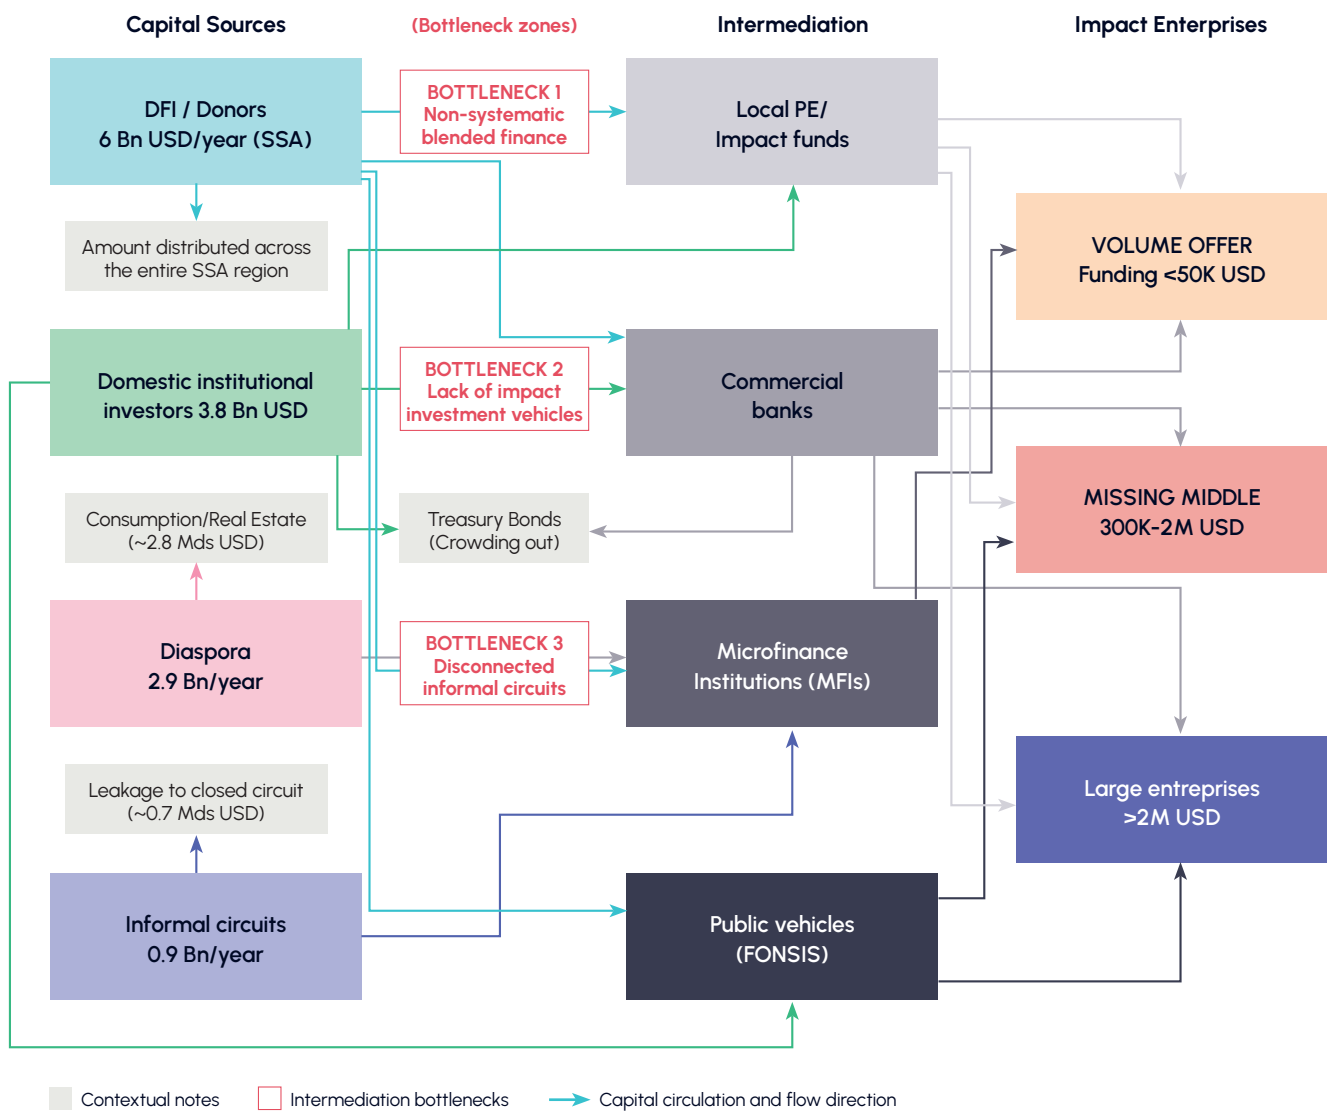 Capital Sources
(Bottleneck zones)
Intermediation
Impact Enterprises
DFI / Donors
6 Bn USD/year (SSA)
BOTTLENECK 1
Non-systematic
blended finance
Local PE/
Impact funds
Amount distributed across
the entire SSA region
VOLUME OFFER
Funding <50K USD
Domestic institutional
investors 3.8 Bn USD
BOTTLENECK 2
Lack of impact
investment vehicles
Commercial
banks
Consumption/Real Estate
(~2.8 Mds USD)
Treasury Bonds
(Crowding out)
MISSING MIDDLE
300K-2M USD
Diaspora
2.9 Bn/year
BOTTLENECK 3
Disconnected
informal circuits
Microfinance
Institutions (MFIs)
Leakage to closed circuit
(~0.7 Mds USD)
Large entreprises
>2M USD
Informal circuits
0.9 Bn/year
Public vehicles
(FONSIS)
Contextual notes
Intermediation bottlenecks
Capital circulation and flow direction